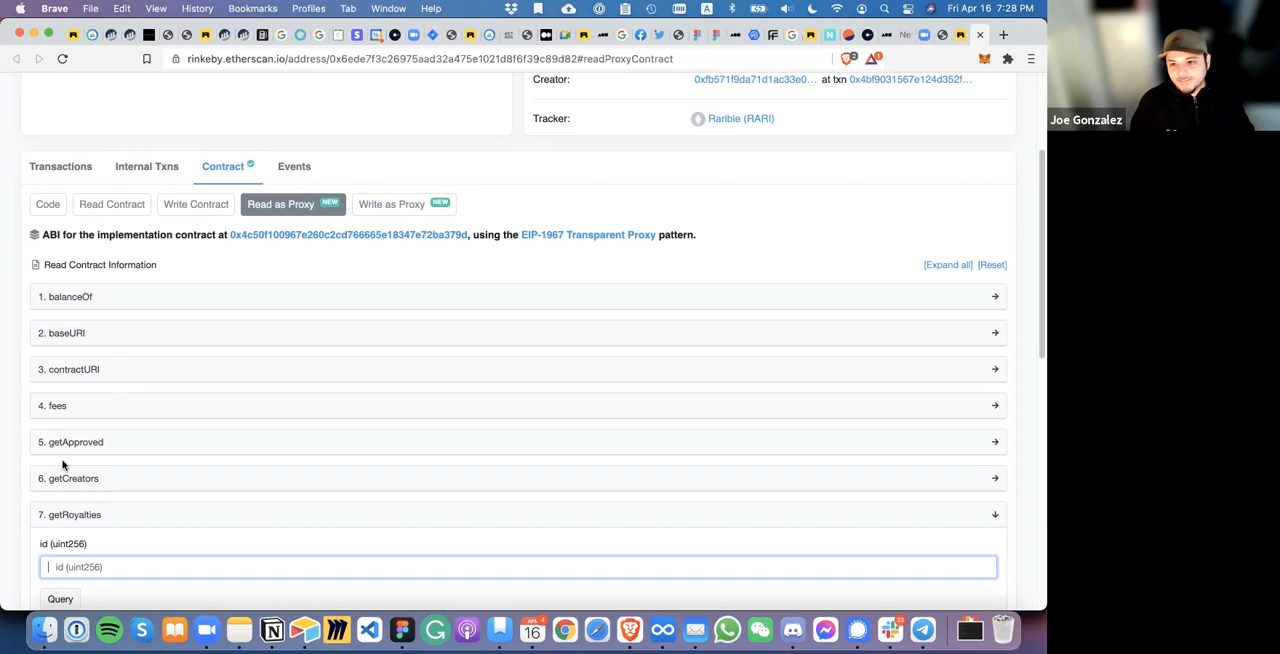 Brave File Edit View History Bookmarks Profiles Tab Window Help Fri Apr 16 7:28 PM
rinkeby.etherscan.io/address/0x6ede7f3c26975aad32a475e1021d8f6f39c89d82#readProxyContract
Joe Gonzalez
Creator: 0xfb571f9da71d1ac33e0... at txn 0x4bf9031567e124d352f...
Tracker: Rarible (RARI)
Transactions Internal Txns Contract Events
Code Read Contract Write Contract Read as Proxy NEW Write as Proxy NEW
ABI for the implementation contract at 0x4c50f100967e260c2cd766665e18347e72ba379d, using the EIP-1967 Transparent Proxy pattern.
Read Contract Information [Expand all] [Reset]
1. balanceOf
2. baseURI
3. contractURI
4. fees
5. getApproved
6. getCreators
7. getRoyalties
id (uint256)
id (uint256)
Query